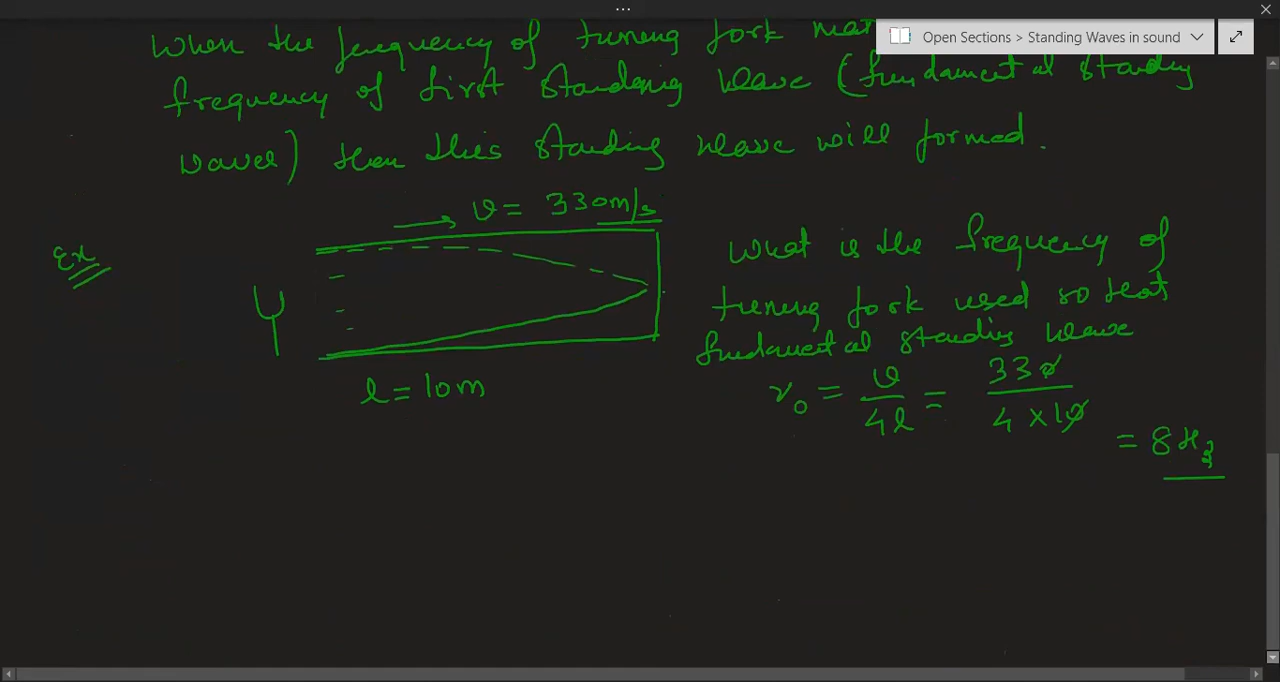 When the frequency of tuning fork
Open Sections > Standing Waves in sound
frequency of first standing wave (fundamental standing
waves) then this standing wave will formed.
v = 330m/s
Ex
What is the frequency of
tuning fork used so that
fundamental standing wave
l = 10m
ν₀ = v/4l = 330/4×10
= 8Hz